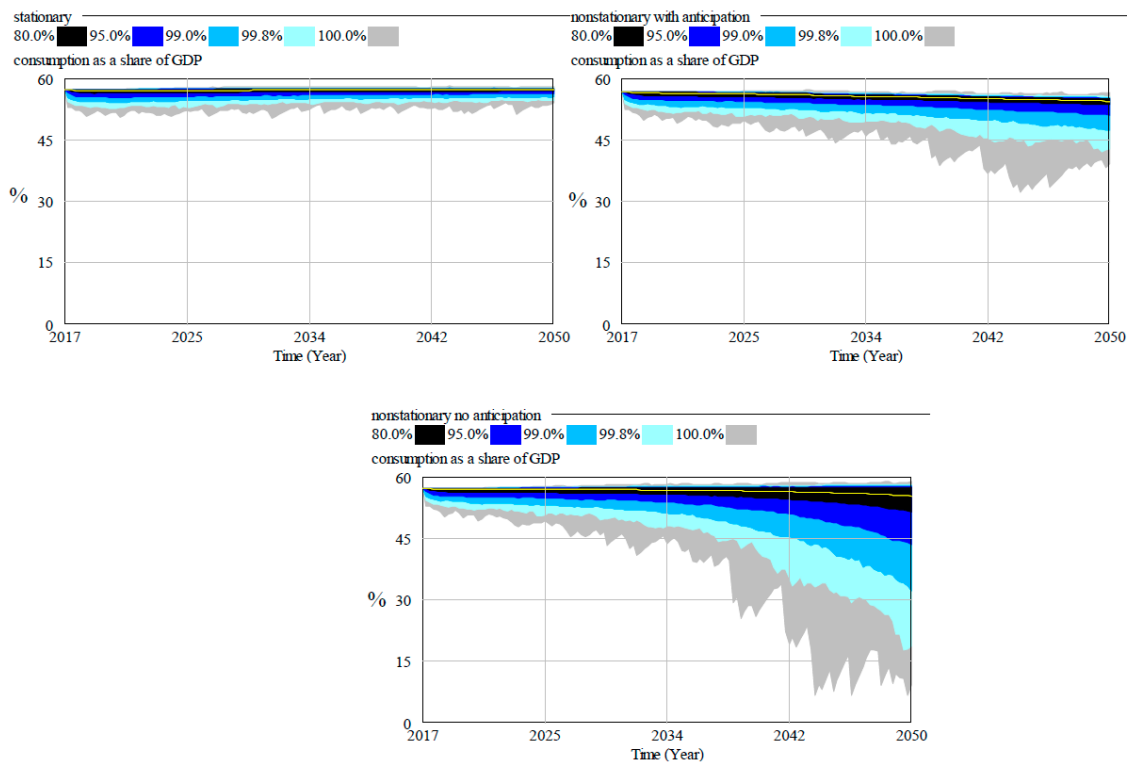 stationary
80.0% 95.0% 99.0% 99.8% 100.0%
consumption as a share of GDP
60
45
%
30
15
0
2017 2025 2034 2042 2050
Time (Year)
nonstationary with anticipation
80.0% 95.0% 99.0% 99.8% 100.0%
consumption as a share of GDP
60
45
%
30
15
0
2017 2025 2034 2042 2050
Time (Year)
nonstationary no anticipation
80.0% 95.0% 99.0% 99.8% 100.0%
consumption as a share of GDP
60
45
%
30
15
0
2017 2025 2034 2042 2050
Time (Year)